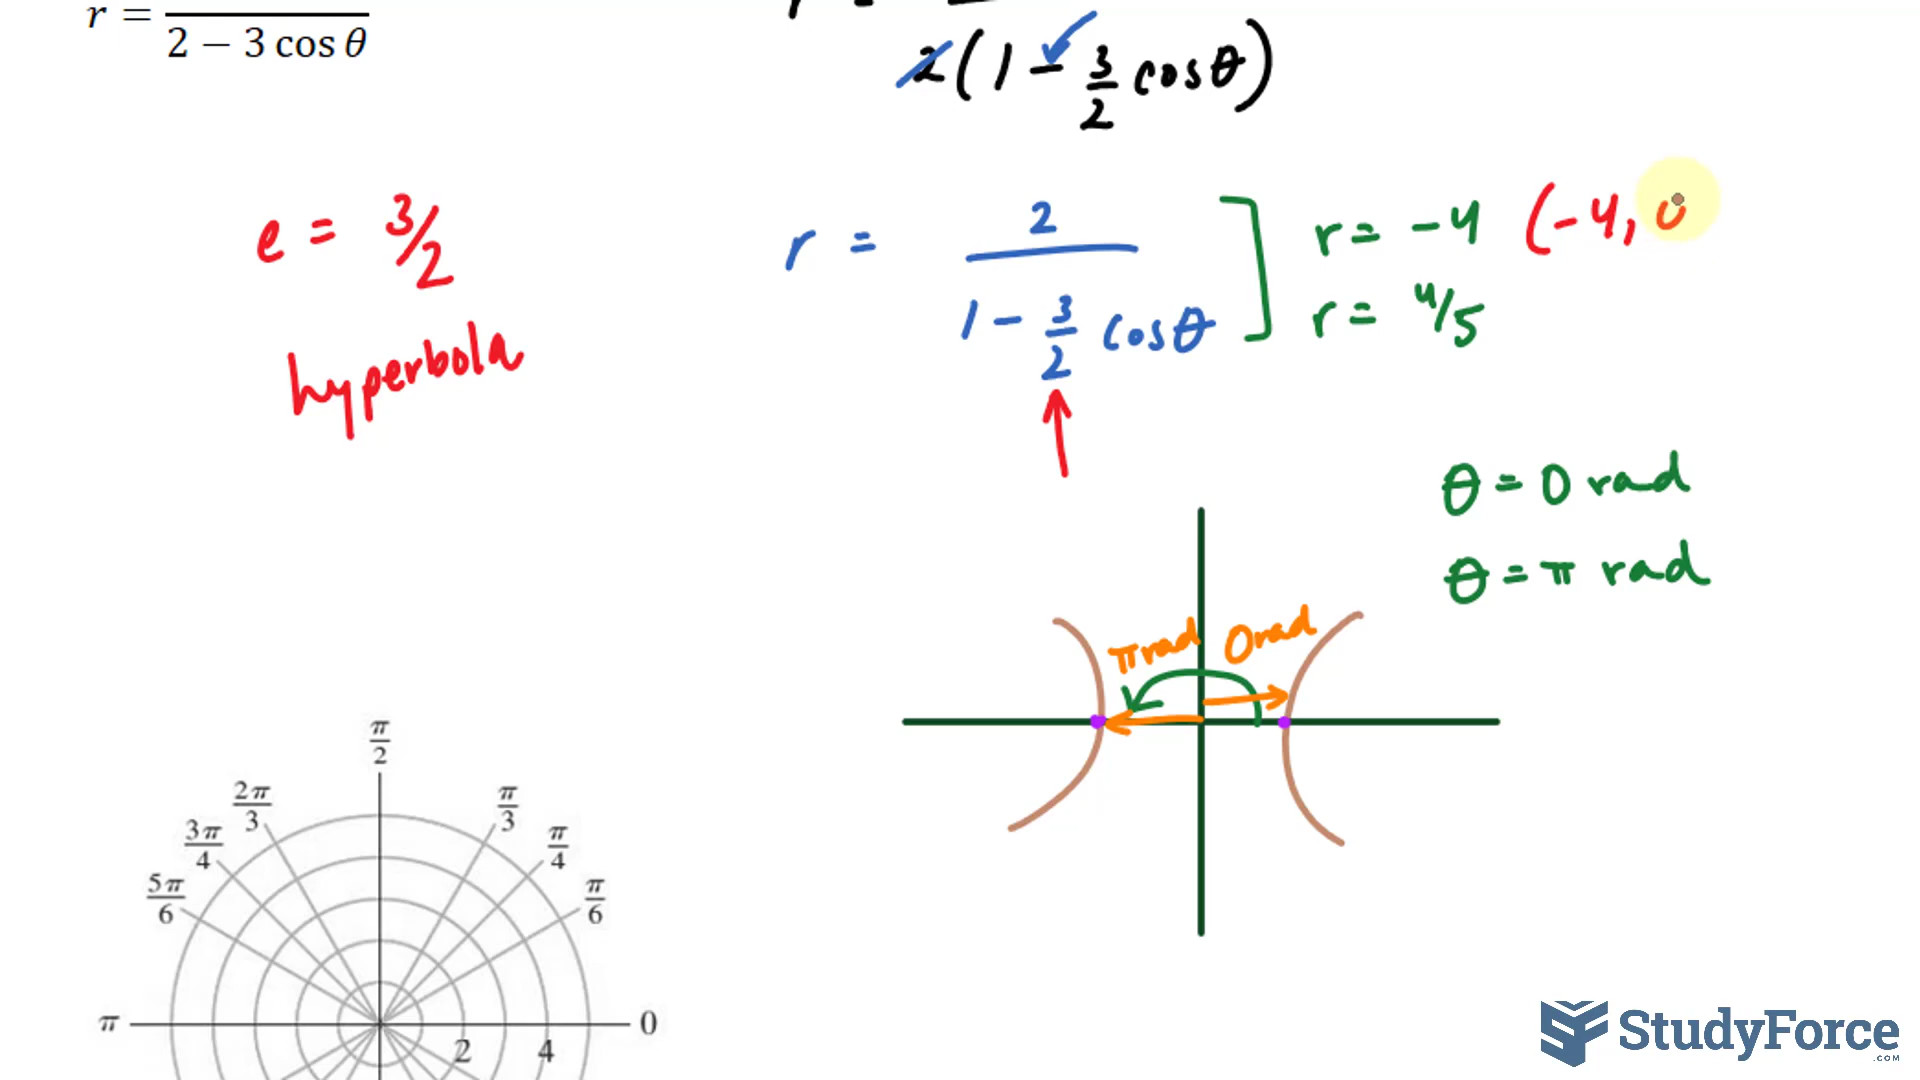 r =
2 − 3 cos θ
r =
2(1 − 3/2 cosθ)
e = 3/2
hyperbola
r = 2 / (1 − 3/2 cosθ)
r = -4 (-4, 0
r = 4/5
θ = 0 rad
θ = π rad
π rad 0 rad
π/2
2π/3 π/3
3π/4 π/4
5π/6 π/6
π 0
2 4
StudyForce
.COM